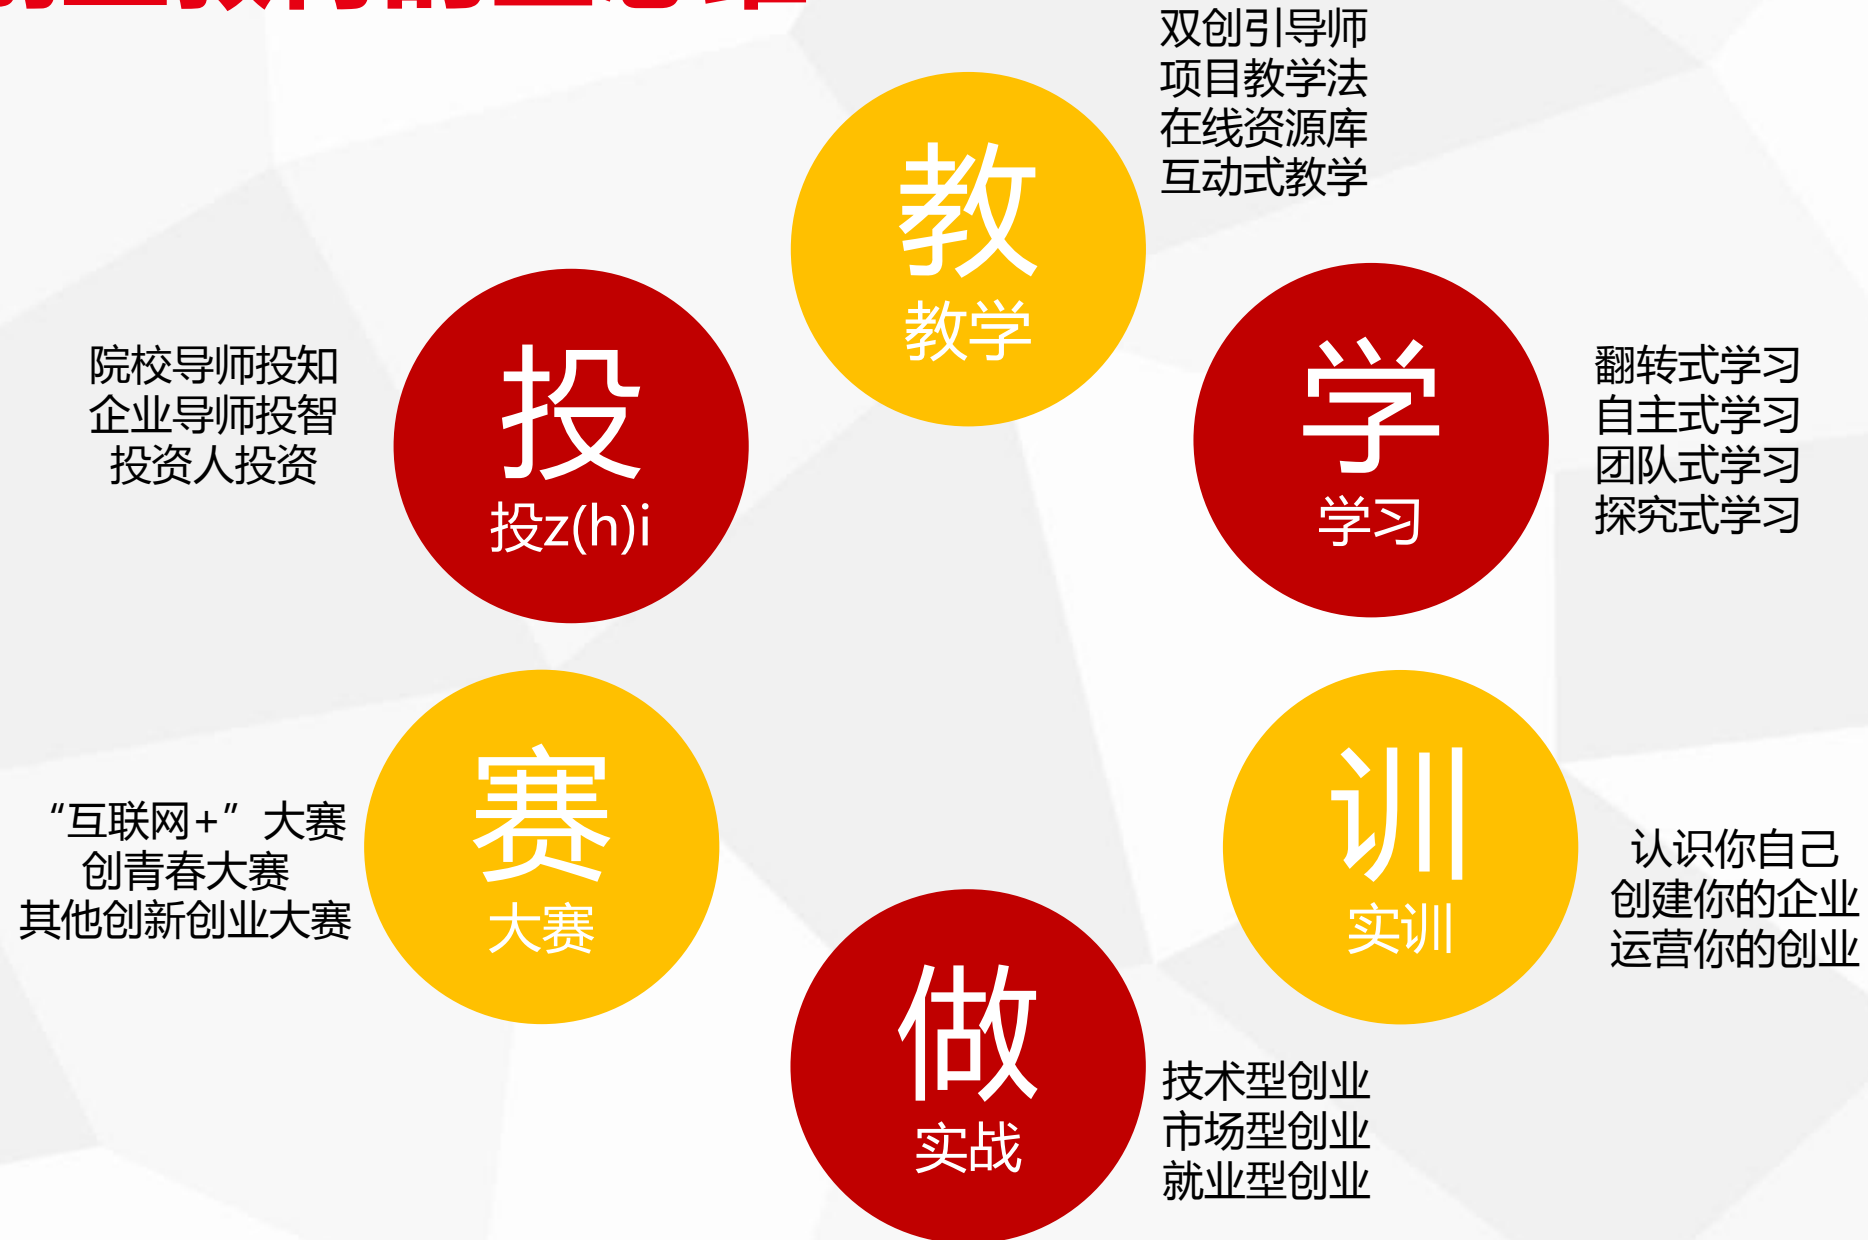 双创引导师
项目教学法
在线资源库
互动式教学
教
教学
学
学习
翻转式学习
自主式学习
团队式学习
探究式学习
训
实训
认识你自己
创建你的企业
运营你的创业
做
实战
技术型创业
市场型创业
就业型创业
赛
大赛
“互联网+”大赛
创青春大赛
其他创新创业大赛
投
投z(h)i
院校导师投知
企业导师投智
投资人投资